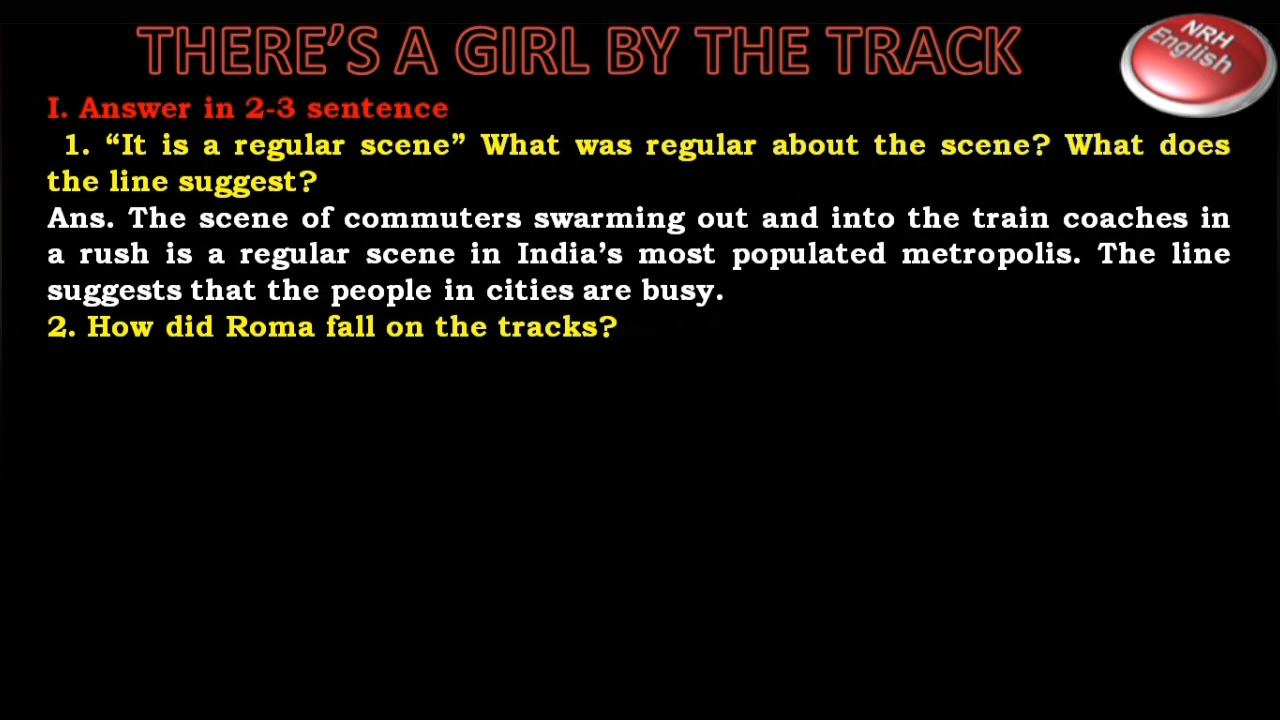 THERE’S A GIRL BY THE TRACK
NRH
English
I. Answer in 2-3 sentence
1. “It is a regular scene” What was regular about the scene? What does
the line suggest?
Ans. The scene of commuters swarming out and into the train coaches in
a rush is a regular scene in India’s most populated metropolis. The line
suggests that the people in cities are busy.
2. How did Roma fall on the tracks?